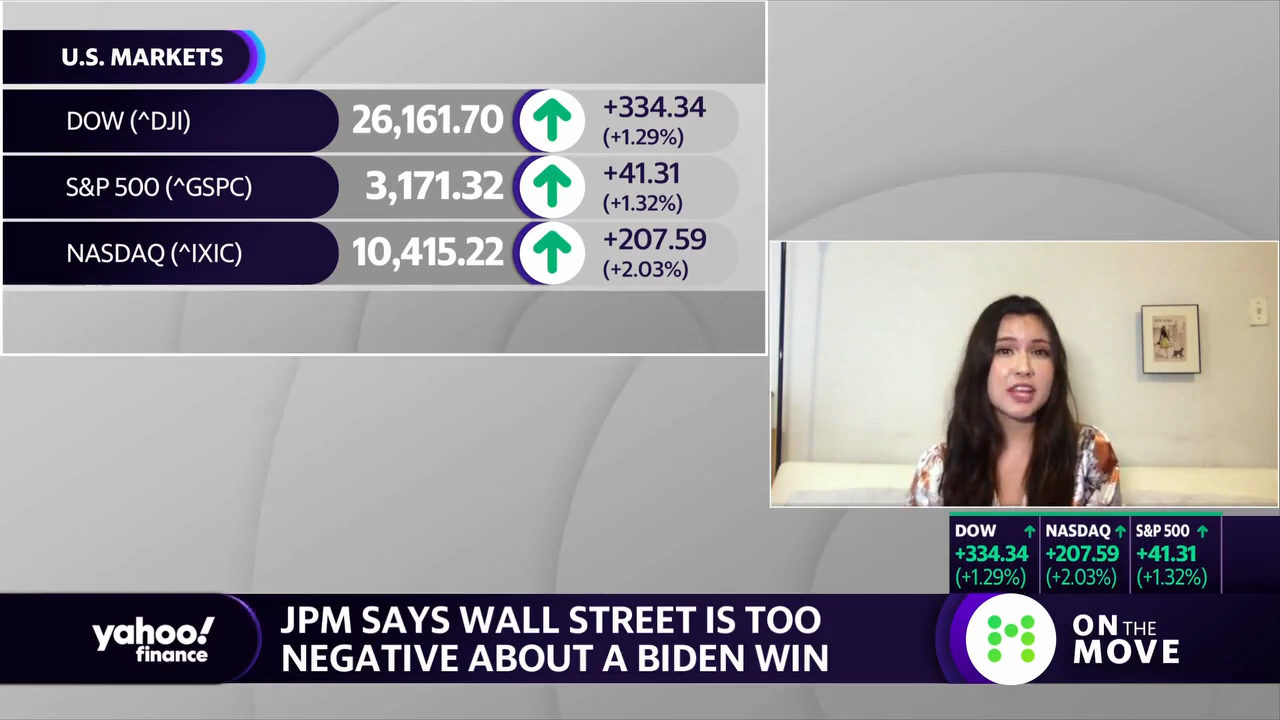 U.S. MARKETS
DOW (^DJI) 26,161.70 +334.34
(+1.29%)
S&P 500 (^GSPC) 3,171.32 +41.31
(+1.32%)
NASDAQ (^IXIC) 10,415.22 +207.59
(+2.03%)
DOW NASDAQ S&P 500
+334.34 +207.59 +41.31
(+1.29%) (+2.03%) (+1.32%)
yahoo!
finance
JPM SAYS WALL STREET IS TOO
NEGATIVE ABOUT A BIDEN WIN
ON THE
MOVE